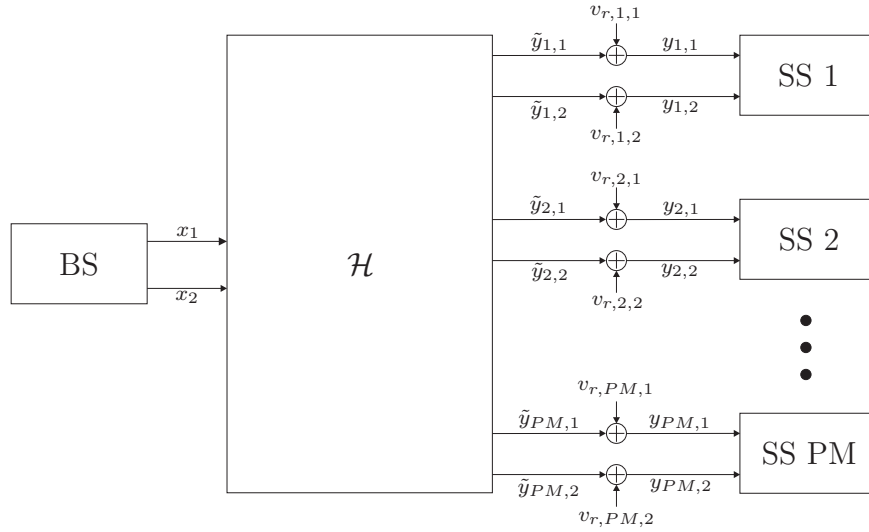 v_{r,1,1}
ỹ_{1,1} y_{1,1}
SS 1
ỹ_{1,2} y_{1,2}
v_{r,1,2}
v_{r,2,1}
ỹ_{2,1} y_{2,1}
x_1
SS 2
BS
ℋ
ỹ_{2,2} y_{2,2}
x_2
v_{r,2,2}
v_{r,PM,1}
ỹ_{PM,1} y_{PM,1}
SS PM
ỹ_{PM,2} y_{PM,2}
v_{r,PM,2}